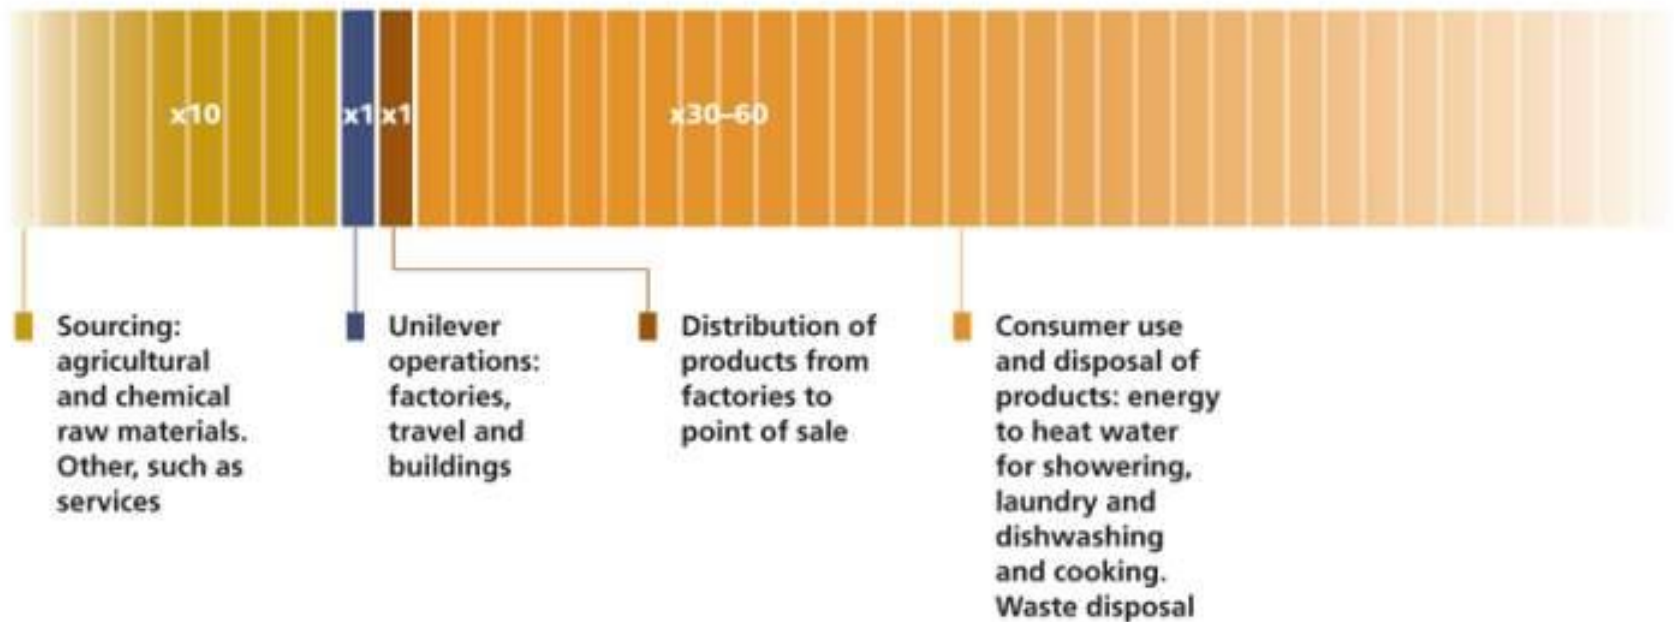 x10
x1
x1
x30–60
Sourcing:
agricultural
and chemical
raw materials.
Other, such as
services
Unilever
operations:
factories,
travel and
buildings
Distribution of
products from
factories to
point of sale
Consumer use
and disposal of
products: energy
to heat water
for showering,
laundry and
dishwashing
and cooking.
Waste disposal